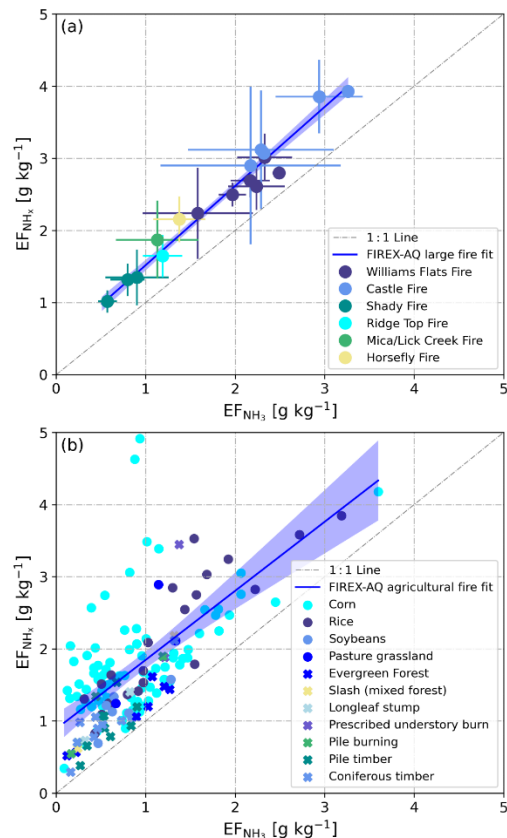 (a)
5
4
3
2
1
0
EF_NHx [g kg⁻¹]
1 : 1 Line
FIREX-AQ large fire fit
Williams Flats Fire
Castle Fire
Shady Fire
Ridge Top Fire
Mica/Lick Creek Fire
Horsefly Fire
0 1 2 3 4 5
EF_NH₃ [g kg⁻¹]
(b)
5
4
3
2
1
0
EF_NHx [g kg⁻¹]
1 : 1 Line
FIREX-AQ agricultural fire fit
Corn
Rice
Soybeans
Pasture grassland
Evergreen Forest
Slash (mixed forest)
Longleaf stump
Prescribed understory burn
Pile burning
Pile timber
Coniferous timber
0 1 2 3 4 5
EF_NH₃ [g kg⁻¹]